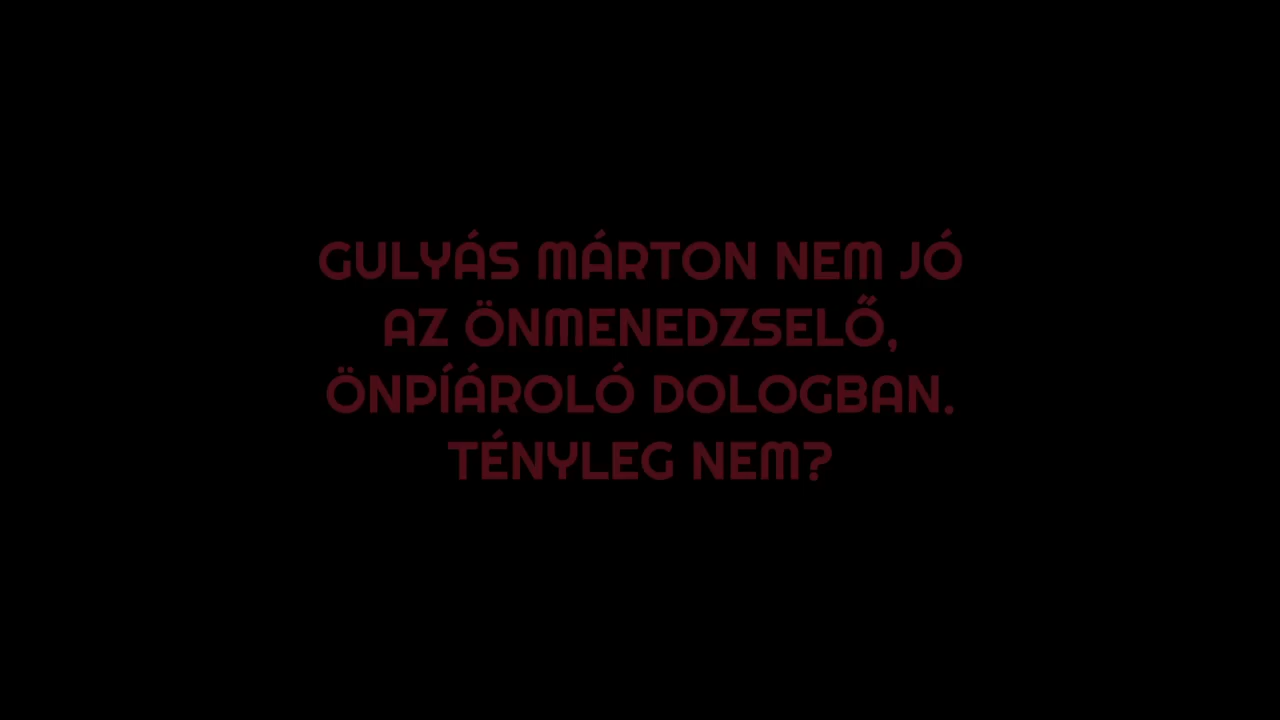 GULYÁS MÁRTON NEM JÓ
AZ ÖNMENEDZSELŐ,
ÖNPÍÁROLÓ DOLOGBAN.
TÉNYLEG NEM?